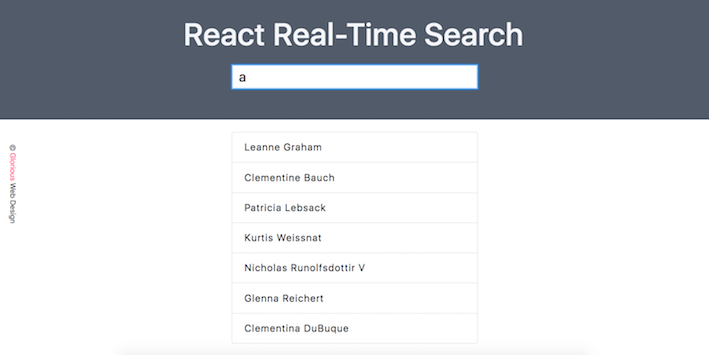 React Real-Time Search
a
© Glorious Web Design
Leanne Graham
Clementine Bauch
Patricia Lebsack
Kurtis Weissnat
Nicholas Runolfsdottir V
Glenna Reichert
Clementina DuBuque